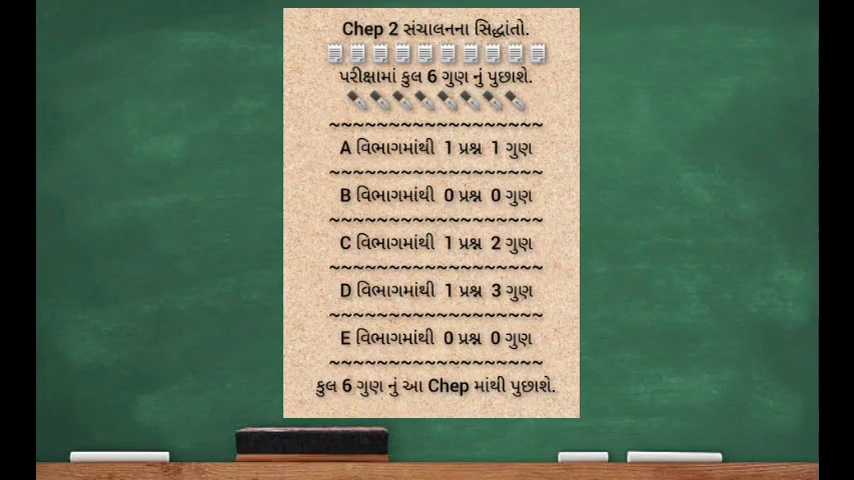 Chep 2 સંચાલનના સિદ્ધાંતો.
પરીક્ષામાં કુલ 6 ગુણ નું પુછાશે.
~~~~~~~~~~~~~~~~~~
A વિભાગમાંથી 1 પ્રશ્ન 1 ગુણ
~~~~~~~~~~~~~~~~~~
B વિભાગમાંથી 0 પ્રશ્ન 0 ગુણ
~~~~~~~~~~~~~~~~~~
C વિભાગમાંથી 1 પ્રશ્ન 2 ગુણ
~~~~~~~~~~~~~~~~~~
D વિભાગમાંથી 1 પ્રશ્ન 3 ગુણ
~~~~~~~~~~~~~~~~~~
E વિભાગમાંથી 0 પ્રશ્ન 0 ગુણ
~~~~~~~~~~~~~~~~~~
કુલ 6 ગુણ નું આ Chep માંથી પુછાશે.